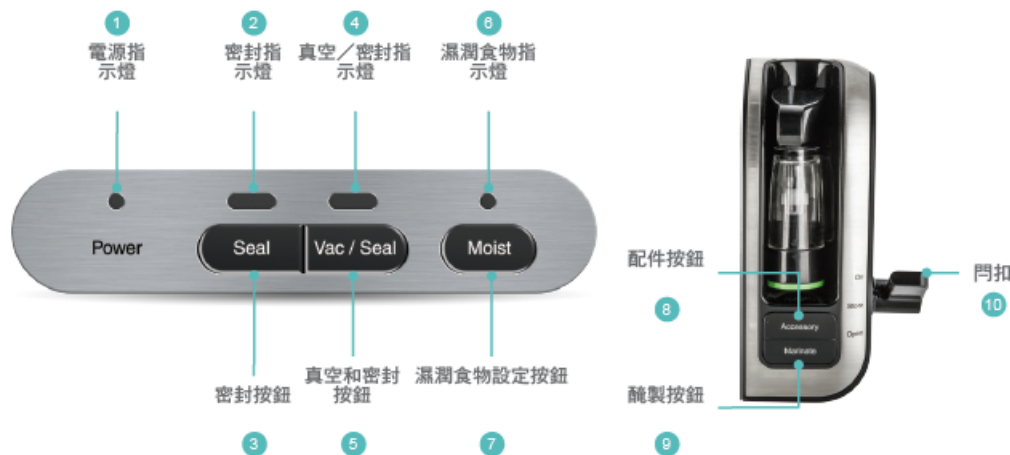 1
電源指
示燈
2
密封指
示燈
4
真空／密封指
示燈
6
濕潤食物指
示燈
Power
Seal
Vac / Seal
Moist
密封按鈕
3
真空和密封
按鈕
5
濕潤食物設定按鈕
7
配件按鈕
8
Accessory
Marinate
醃製按鈕
9
On
Store
Open
閂扣
10